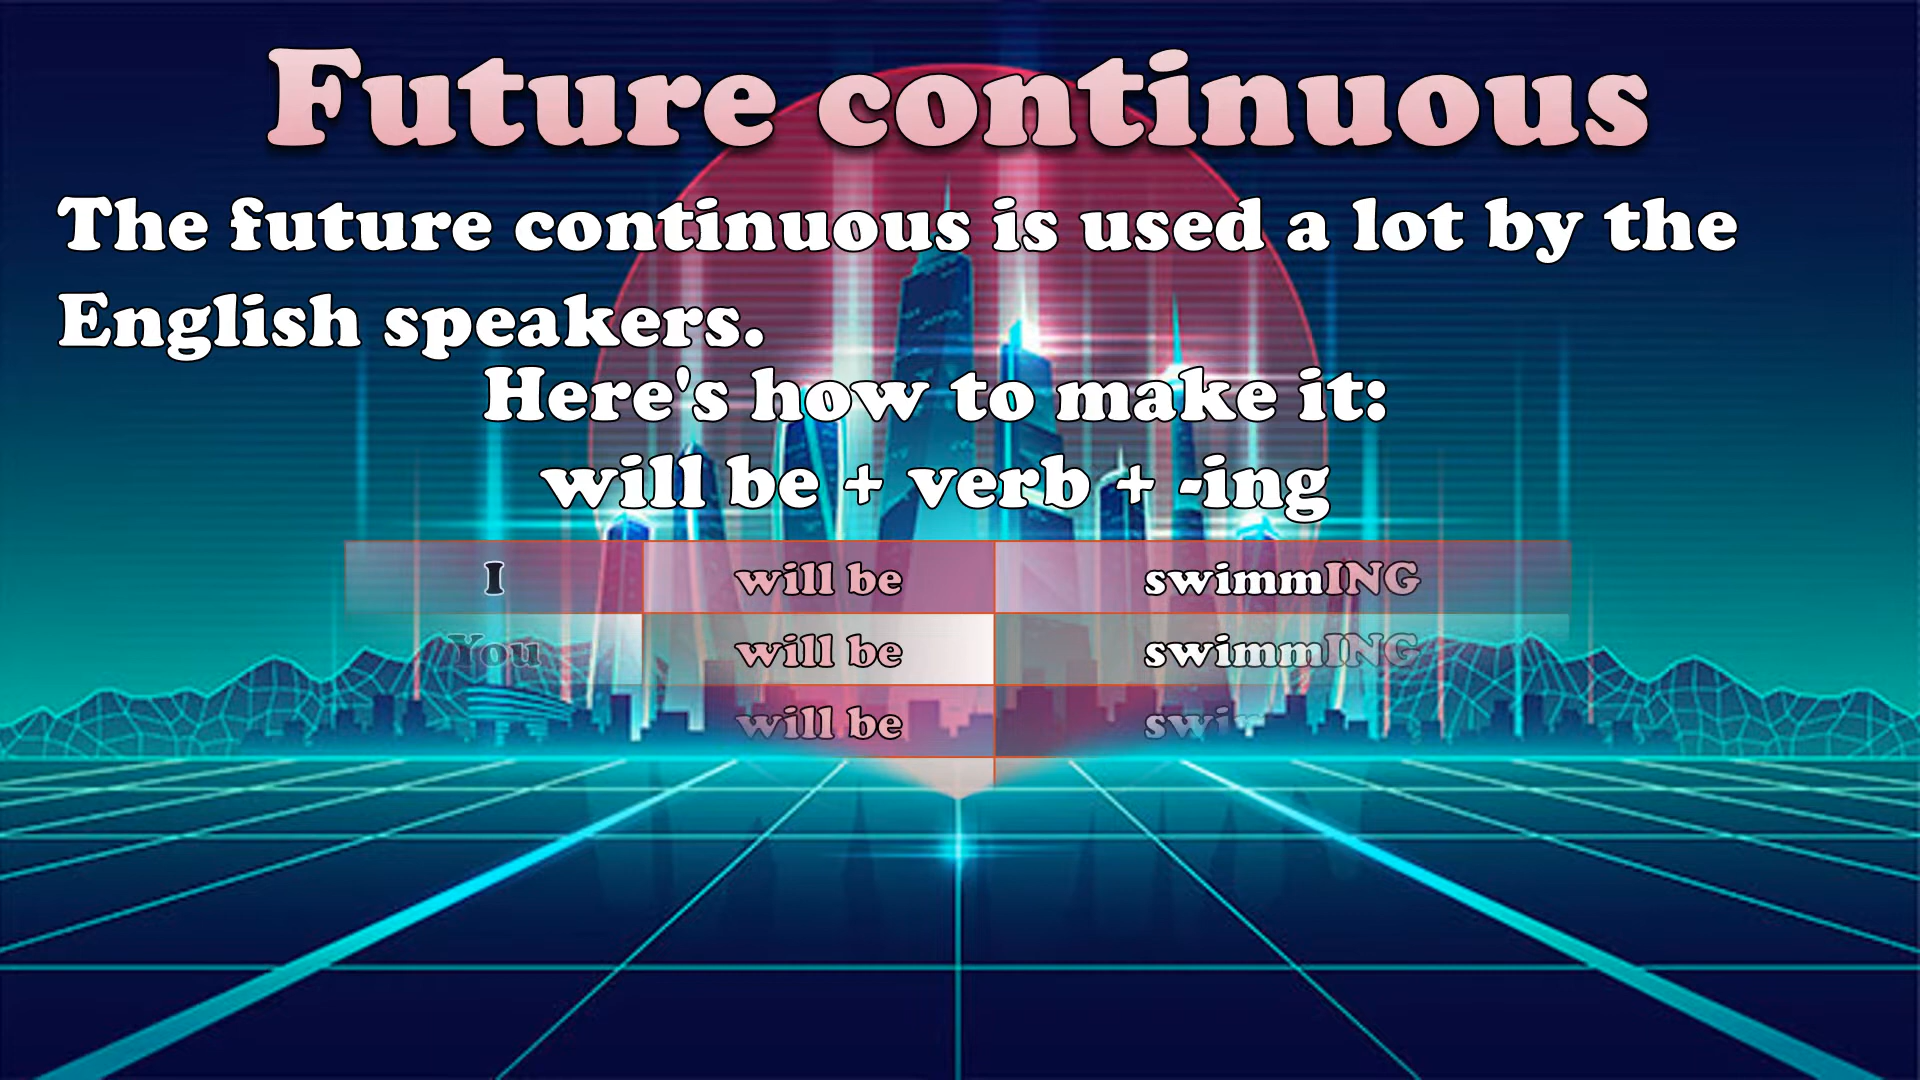 Future continuous
The future continuous is used a lot by the
English speakers.
Here's how to make it:
will be + verb + -ing
I will be swimmING
You will be swimmING
will be